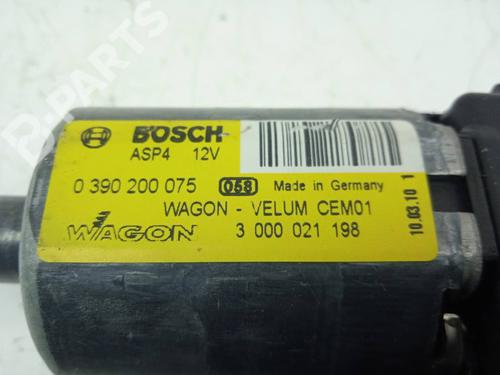 B-PARTS
BOSCH
ASP4 12V
0 390 200 075 058 Made in Germany
WAGON - VELUM CEM01
WAGON 3 000 021 198
10.03.10 1